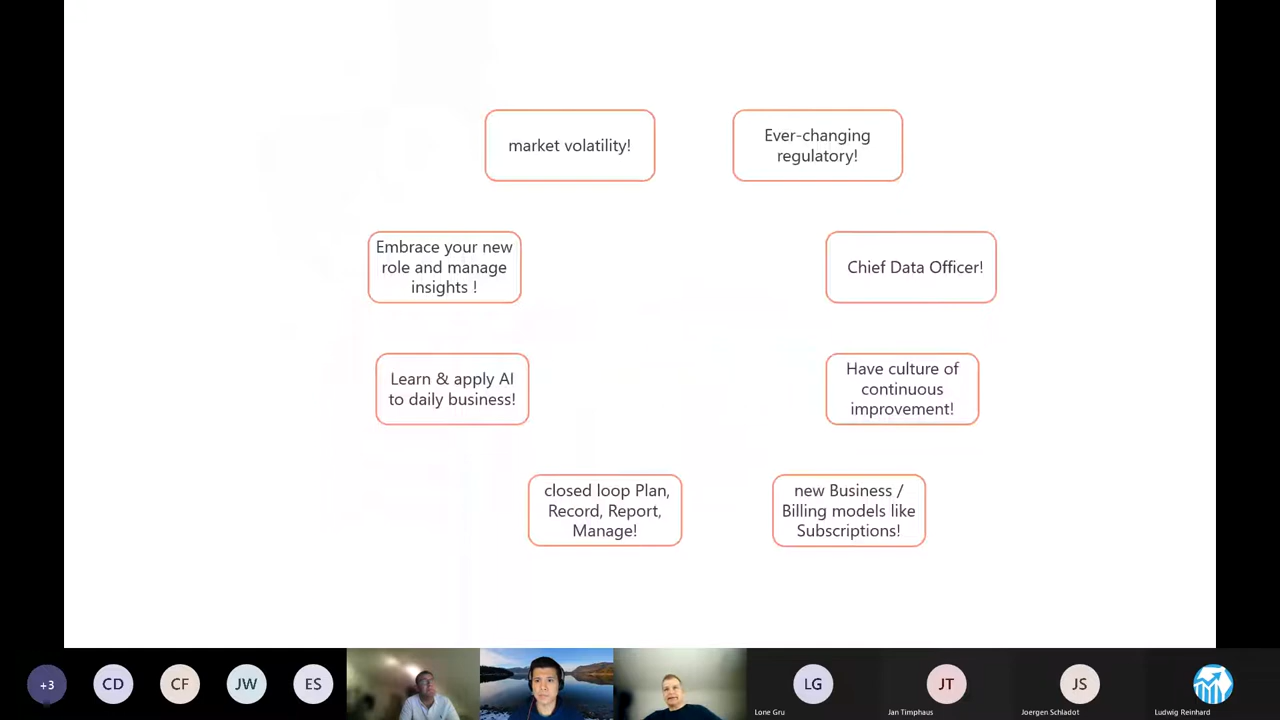 market volatility!
Ever-changing
regulatory!
Embrace your new
role and manage
insights !
Chief Data Officer!
Learn & apply AI
to daily business!
Have culture of
continuous
improvement!
closed loop Plan,
Record, Report,
Manage!
new Business /
Billing models like
Subscriptions!
+3
CD
CF
JW
ES
LG
Lone Gru
JT
Jan Timphaus
JS
Joergen Schladot
Ludwig Reinhard